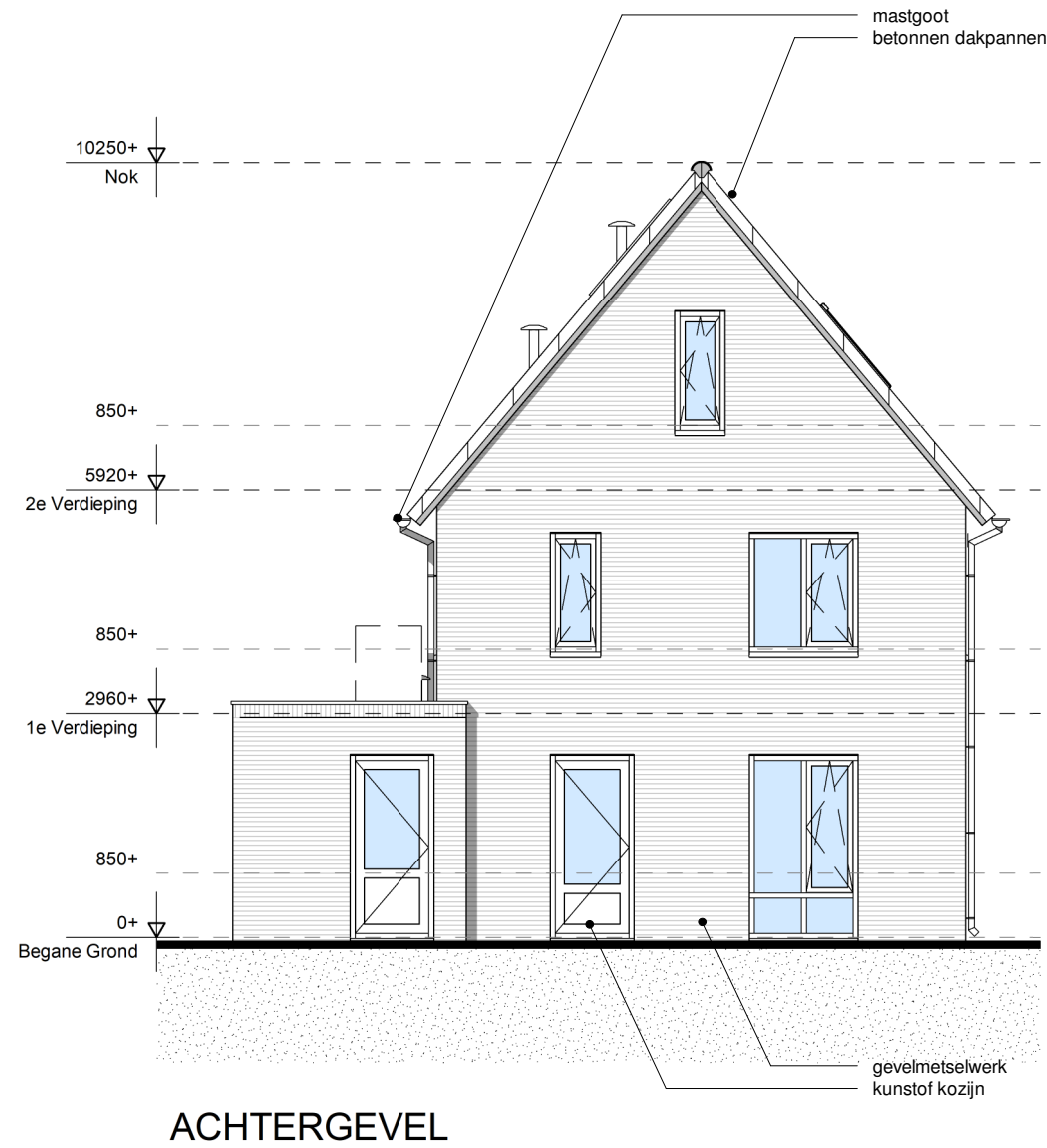 mastgoot
betonnen dakpannen
10250+
Nok
850+
5920+
2e Verdieping
850+
2960+
1e Verdieping
850+
0+
Begane Grond
gevelmetselwerk
kunstof kozijn
ACHTERGEVEL